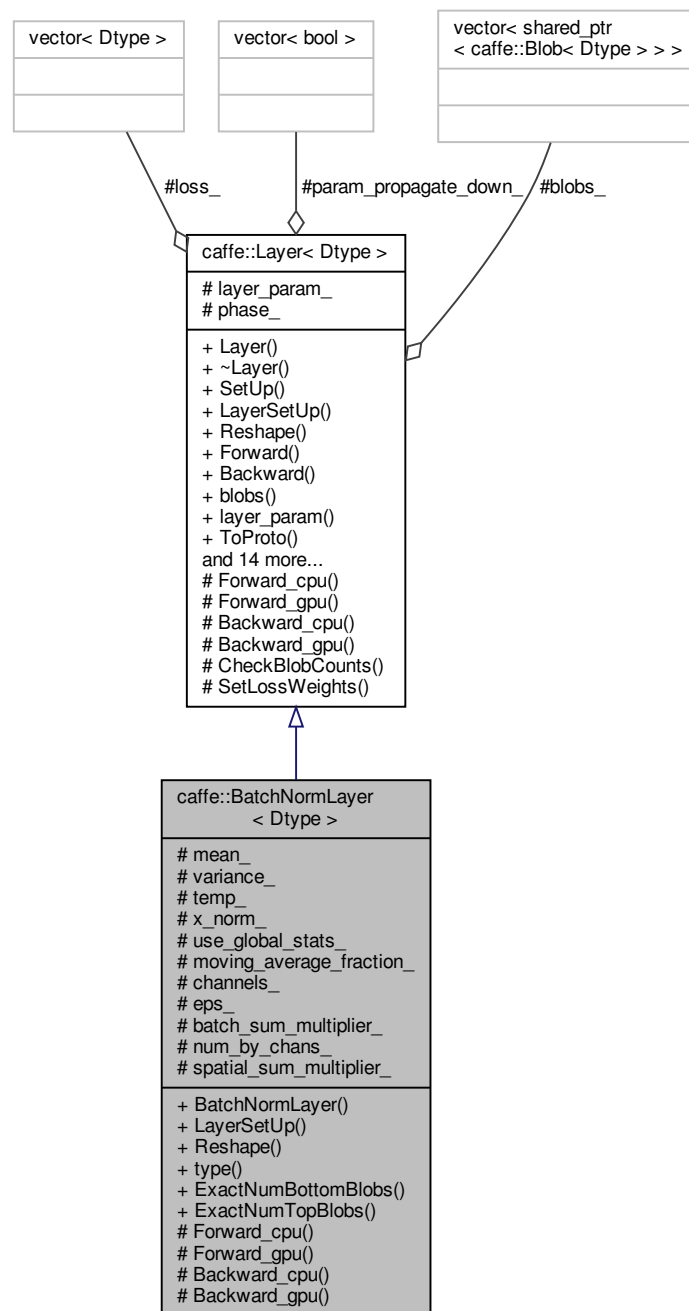 vector< Dtype >
vector< bool >
vector< shared_ptr
< caffe::Blob< Dtype > > >
#loss_
#param_propagate_down_
#blobs_
caffe::Layer< Dtype >
# layer_param_
# phase_
+ Layer()
+ ~Layer()
+ SetUp()
+ LayerSetUp()
+ Reshape()
+ Forward()
+ Backward()
+ blobs()
+ layer_param()
+ ToProto()
and 14 more...
# Forward_cpu()
# Forward_gpu()
# Backward_cpu()
# Backward_gpu()
# CheckBlobCounts()
# SetLossWeights()
caffe::BatchNormLayer
< Dtype >
# mean_
# variance_
# temp_
# x_norm_
# use_global_stats_
# moving_average_fraction_
# channels_
# eps_
# batch_sum_multiplier_
# num_by_chans_
# spatial_sum_multiplier_
+ BatchNormLayer()
+ LayerSetUp()
+ Reshape()
+ type()
+ ExactNumBottomBlobs()
+ ExactNumTopBlobs()
# Forward_cpu()
# Forward_gpu()
# Backward_cpu()
# Backward_gpu()